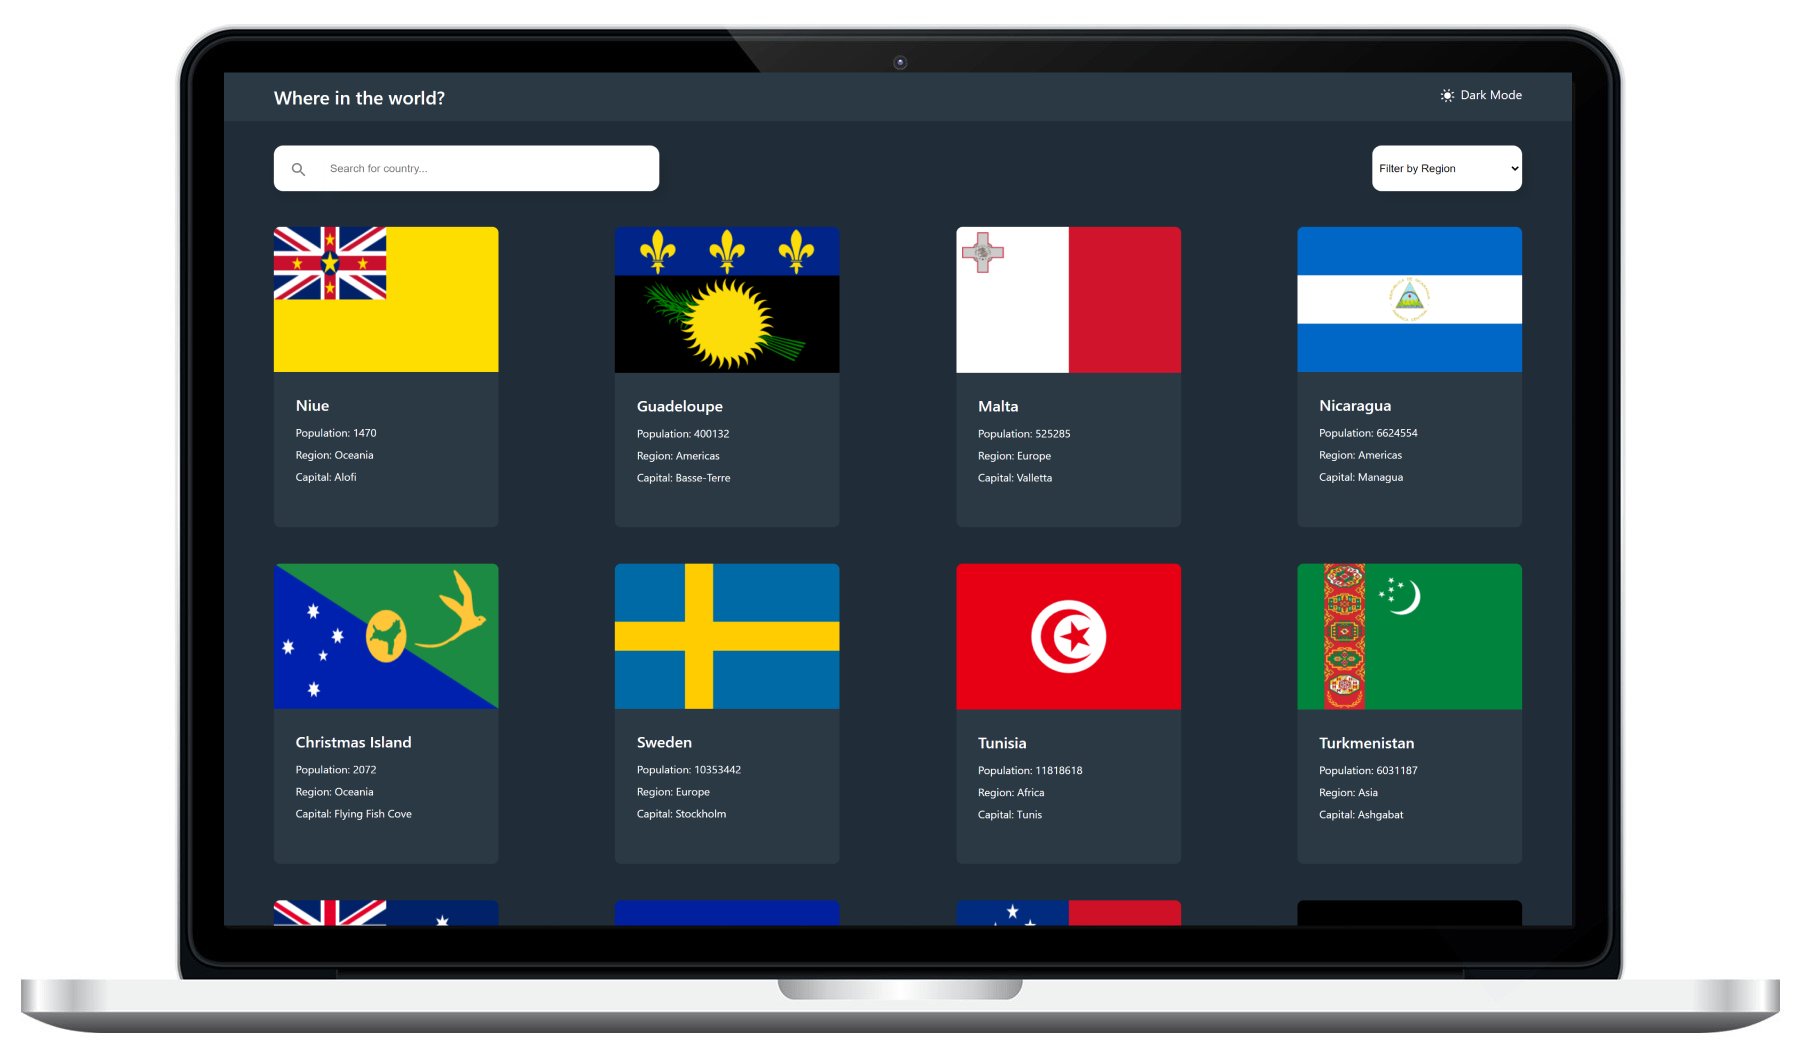 Where in the world?
Dark Mode
Search for country...
Filter by Region
Niue
Population: 1470
Region: Oceania
Capital: Alofi
Guadeloupe
Population: 400132
Region: Americas
Capital: Basse-Terre
Malta
Population: 525285
Region: Europe
Capital: Valletta
Nicaragua
Population: 6624554
Region: Americas
Capital: Managua
Christmas Island
Population: 2072
Region: Oceania
Capital: Flying Fish Cove
Sweden
Population: 10353442
Region: Europe
Capital: Stockholm
Tunisia
Population: 11818618
Region: Africa
Capital: Tunis
Turkmenistan
Population: 6031187
Region: Asia
Capital: Ashgabat